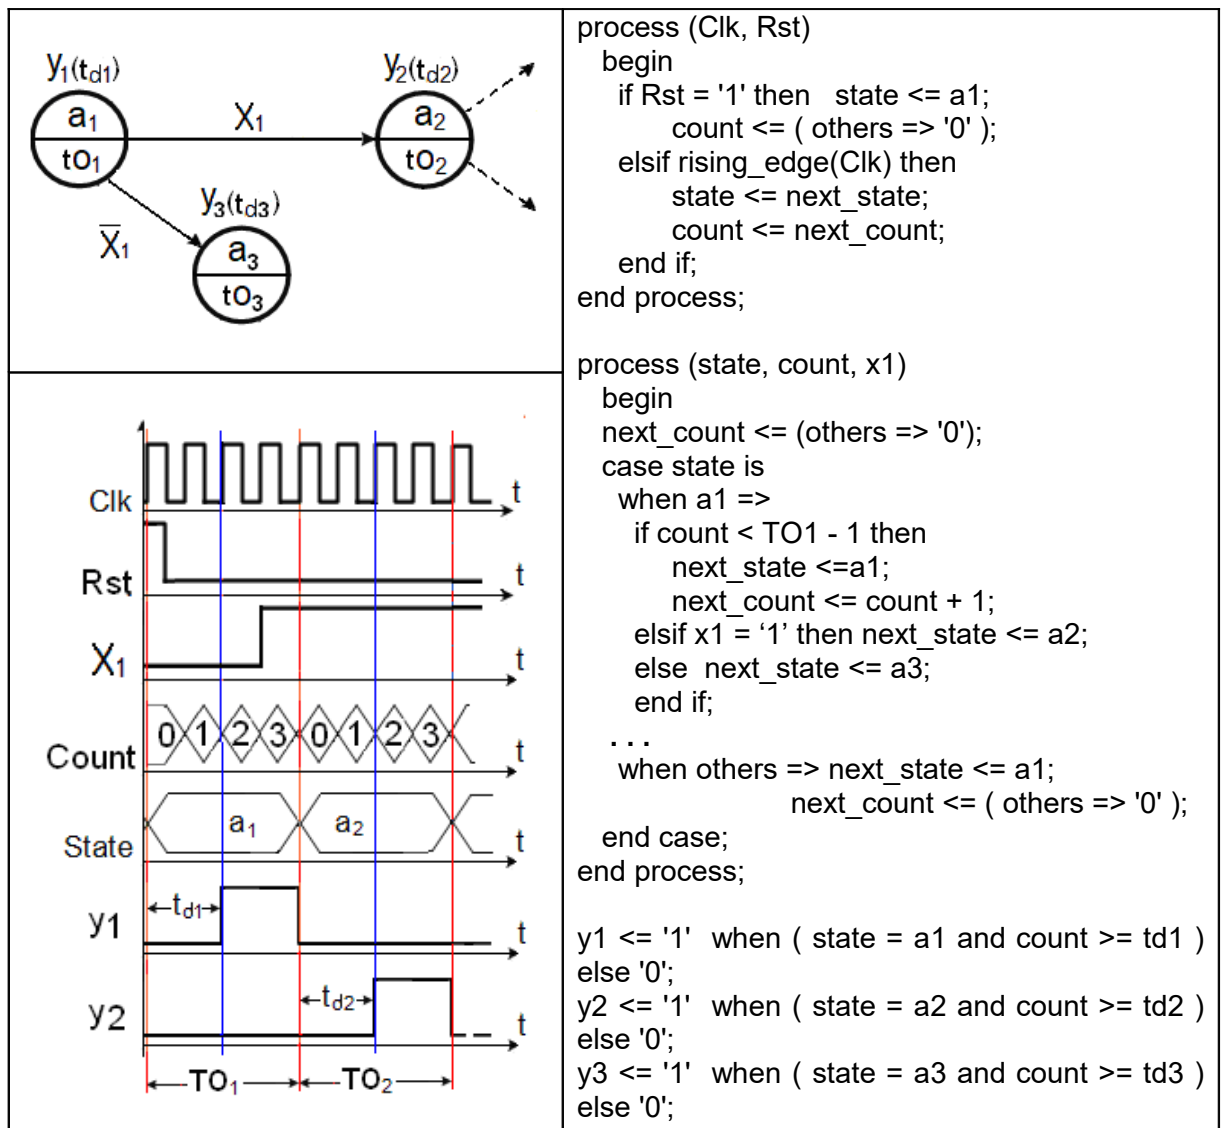 y₁(td1)
y₂(td2)
a₁
X₁
a₂
to₁
to₂
y₃(td3)
X̅₁
a₃
to₃
Clk
t
Rst
t
X₁
t
0 1 2 3 0 1 2 3
Count
t
a₁
a₂
State
t
td1
y1
t
td2
y2
t
TO₁
TO₂
process (Clk, Rst)
begin
if Rst = '1' then state <= a1;
count <= ( others => '0' );
elsif rising_edge(Clk) then
state <= next_state;
count <= next_count;
end if;
end process;
process (state, count, x1)
begin
next_count <= (others => '0');
case state is
when a1 =>
if count < TO1 - 1 then
next_state <=a1;
next_count <= count + 1;
elsif x1 = ‘1’ then next_state <= a2;
else next_state <= a3;
end if;
. . .
when others => next_state <= a1;
next_count <= ( others => '0' );
end case;
end process;
y1 <= '1' when ( state = a1 and count >= td1 )
else '0';
y2 <= '1' when ( state = a2 and count >= td2 )
else '0';
y3 <= '1' when ( state = a3 and count >= td3 )
else '0';